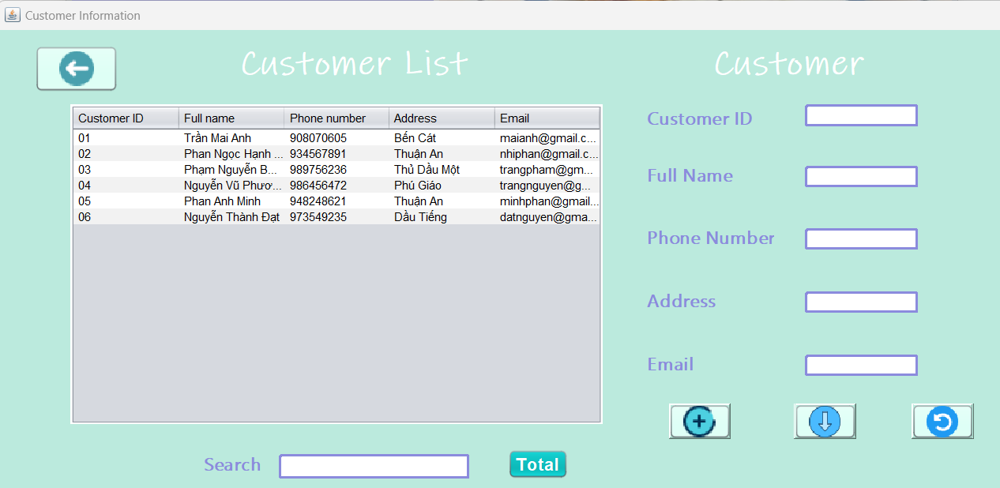 Customer Information
Customer List
Customer ID Full name Phone number Address Email
01 Trần Mai Anh 908070605 Bến Cát maianh@gmail.c...
02 Phan Ngọc Hạnh ... 934567891 Thuận An nhiphan@gmail.c...
03 Phạm Nguyễn B... 989756236 Thủ Dầu Một trangpham@gm...
04 Nguyễn Vũ Phươ... 986456472 Phú Giáo trangnguyen@g...
05 Phan Anh Minh 948248621 Thuận An minhphan@gmail...
06 Nguyễn Thành Đạt 973549235 Dầu Tiếng datnguyen@gma...
Search
Total
Customer
Customer ID
Full Name
Phone Number
Address
Email